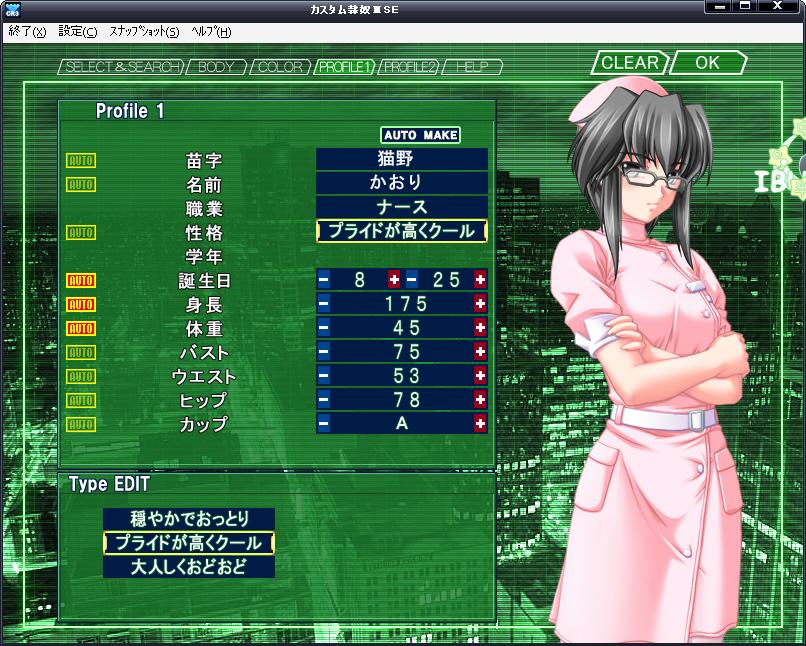 カスタム隷奴Ⅲ SE
終了(X) 設定(C) スナップショット(S) ヘルプ(H)
SELECT&SEARCH BODY COLOR PROFILE1 PROFILE2 HELP CLEAR OK
Profile 1
AUTO MAKE
AUTO 苗字 猫野
AUTO 名前 かおり
職業 ナース
AUTO 性格 プライドが高くクール
学年
AUTO 誕生日 − 8 + − 25 +
AUTO 身長 − 175 +
AUTO 体重 − 45 +
AUTO バスト − 75 +
AUTO ウエスト − 53 +
AUTO ヒップ − 78 +
AUTO カップ − A +
Type EDIT
穏やかでおっとり
プライドが高くクール
大人しくおどおど